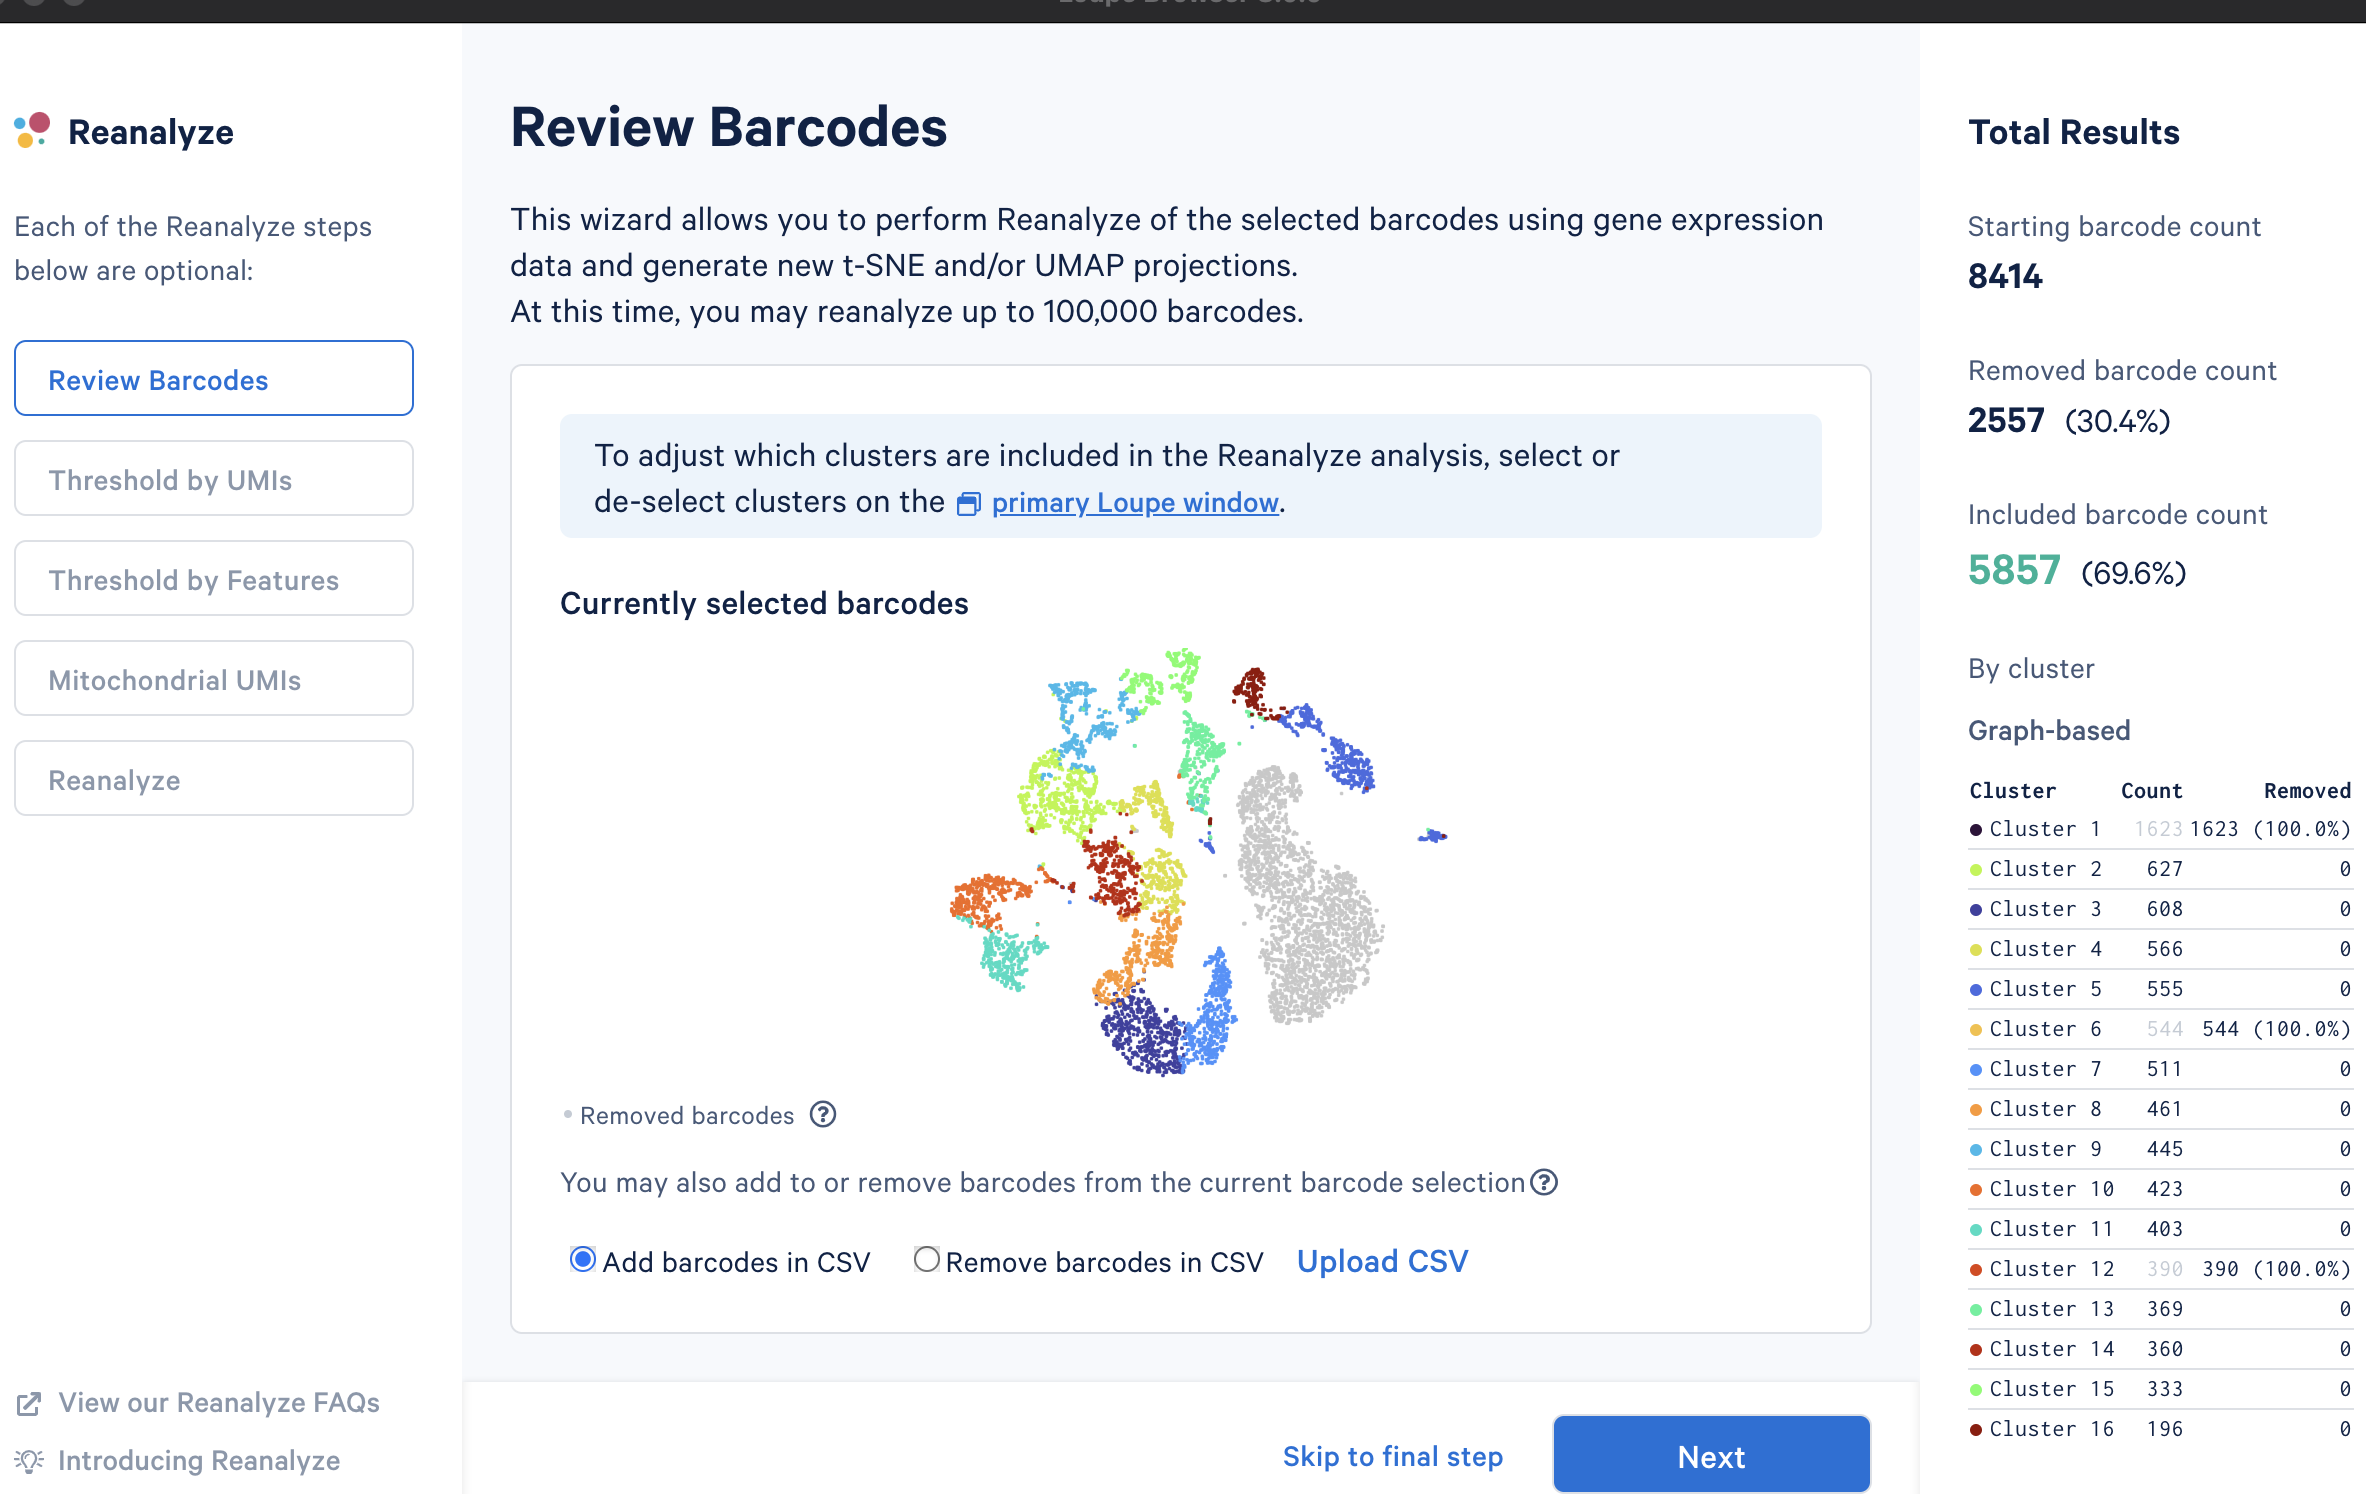 Reanalyze
Each of the Reanalyze steps
below are optional:
Review Barcodes
Threshold by UMIs
Threshold by Features
Mitochondrial UMIs
Reanalyze
View our Reanalyze FAQs
Introducing Reanalyze
Review Barcodes
This wizard allows you to perform Reanalyze of the selected barcodes using gene expression
data and generate new t-SNE and/or UMAP projections.
At this time, you may reanalyze up to 100,000 barcodes.
To adjust which clusters are included in the Reanalyze analysis, select or
de-select clusters on the primary Loupe window.
Currently selected barcodes
Removed barcodes ?
You may also add to or remove barcodes from the current barcode selection ?
Add barcodes in CSV Remove barcodes in CSV Upload CSV
Skip to final step Next
Total Results
Starting barcode count
8414
Removed barcode count
2557 (30.4%)
Included barcode count
5857 (69.6%)
By cluster
Graph-based
Cluster Count Removed
Cluster 1 1623 1623 (100.0%)
Cluster 2 627 0
Cluster 3 608 0
Cluster 4 566 0
Cluster 5 555 0
Cluster 6 544 544 (100.0%)
Cluster 7 511 0
Cluster 8 461 0
Cluster 9 445 0
Cluster 10 423 0
Cluster 11 403 0
Cluster 12 390 390 (100.0%)
Cluster 13 369 0
Cluster 14 360 0
Cluster 15 333 0
Cluster 16 196 0